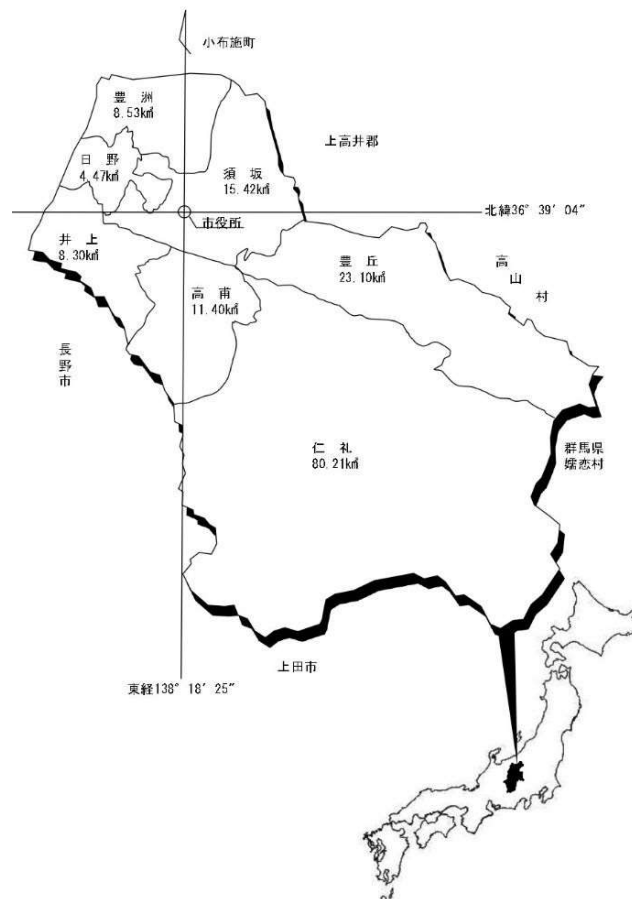 小布施町
豊洲
8.53k㎡
上高井郡
日野
4.47k㎡
須坂
15.42k㎡
北緯36°39′04″
市役所
井上
8.30k㎡
豊丘
23.10k㎡
高山村
高甫
11.40k㎡
長野市
仁礼
80.21k㎡
群馬県
嬬恋村
上田市
東経138°18′25″